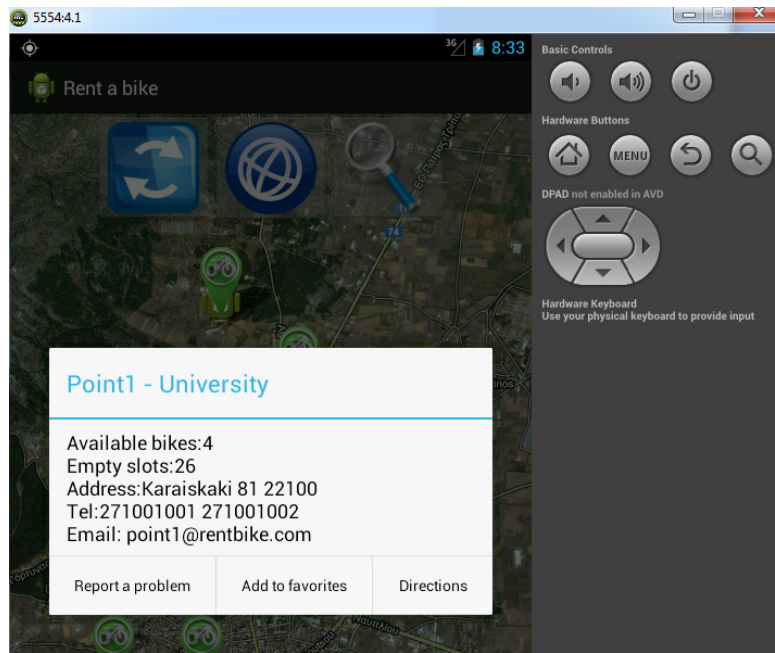 5554:4.1
3G 8:33
Rent a bike
74
Point1 - University
Available bikes:4
Empty slots:26
Address:Karaiskaki 81 22100
Tel:271001001 271001002
Email: point1@rentbike.com
Report a problem
Add to favorites
Directions
Basic Controls
Hardware Buttons
MENU
DPAD not enabled in AVD
Hardware Keyboard
Use your physical keyboard to provide input